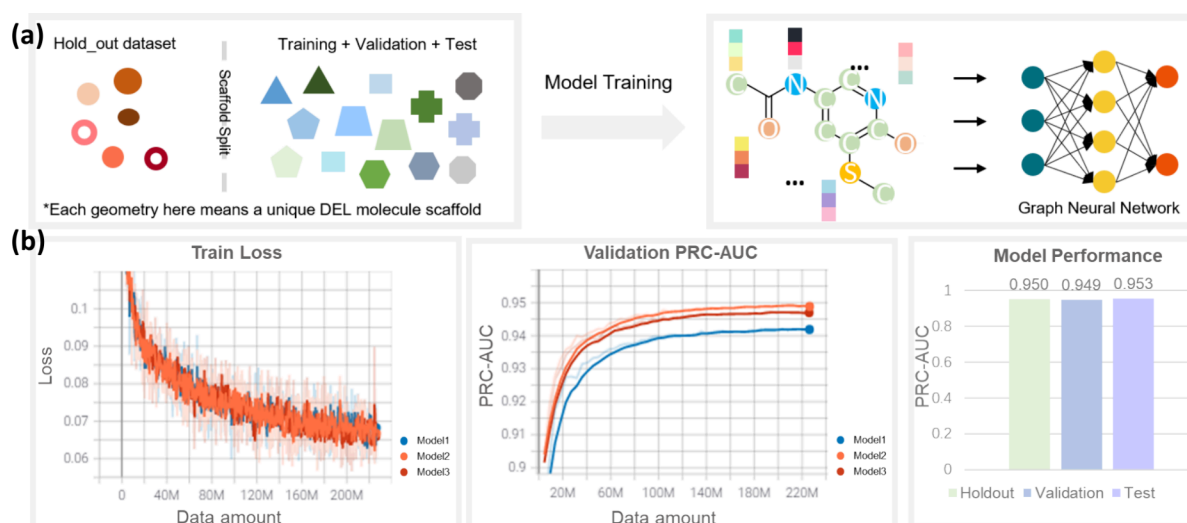 (a)
Hold_out dataset
Scaffold-Split
Training + Validation + Test
*Each geometry here means a unique DEL molecule scaffold
Model Training
C
N
C
...
N
C
C
C
C
C
O
O
S
C
...
Graph Neural Network
(b)
Train Loss
Loss
0.1
0.09
0.08
0.07
0.06
0 40M 80M 120M 160M 200M
Data amount
Model1
Model2
Model3
Validation PRC-AUC
PRC-AUC
0.95
0.94
0.93
0.92
0.91
0.9
20M 60M 100M 140M 180M 220M
Data amount
Model1
Model2
Model3
Model Performance
PRC-AUC
0.950 0.949 0.953
1
0.8
0.6
0.4
0.2
0
Holdout Validation Test